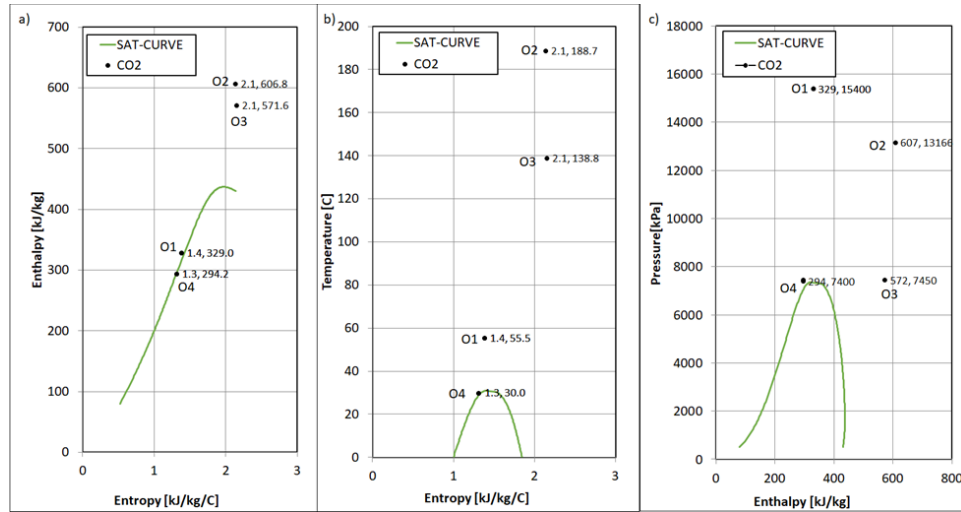 a)
700
600
500
400
300
200
100
0
0
1
2
3
Enthalpy [kJ/kg]
Entropy [kJ/kg/C]
SAT-CURVE
CO2
O2
2.1, 606.8
2.1, 571.6
O3
O1
1.4, 329.0
1.3, 294.2
O4
b)
200
180
160
140
120
100
80
60
40
20
0
0
1
2
3
Temperature [C]
Entropy [kJ/kg/C]
SAT-CURVE
CO2
O2
2.1, 188.7
O3
2.1, 138.8
O1
1.4, 55.5
O4
1.3, 30.0
c)
18000
16000
14000
12000
10000
8000
6000
4000
2000
0
0
200
400
600
800
Pressure[kPa]
Enthalpy [kJ/kg]
SAT-CURVE
CO2
O1
329, 15400
O2
607, 13166
O4
294, 7400
572, 7450
O3